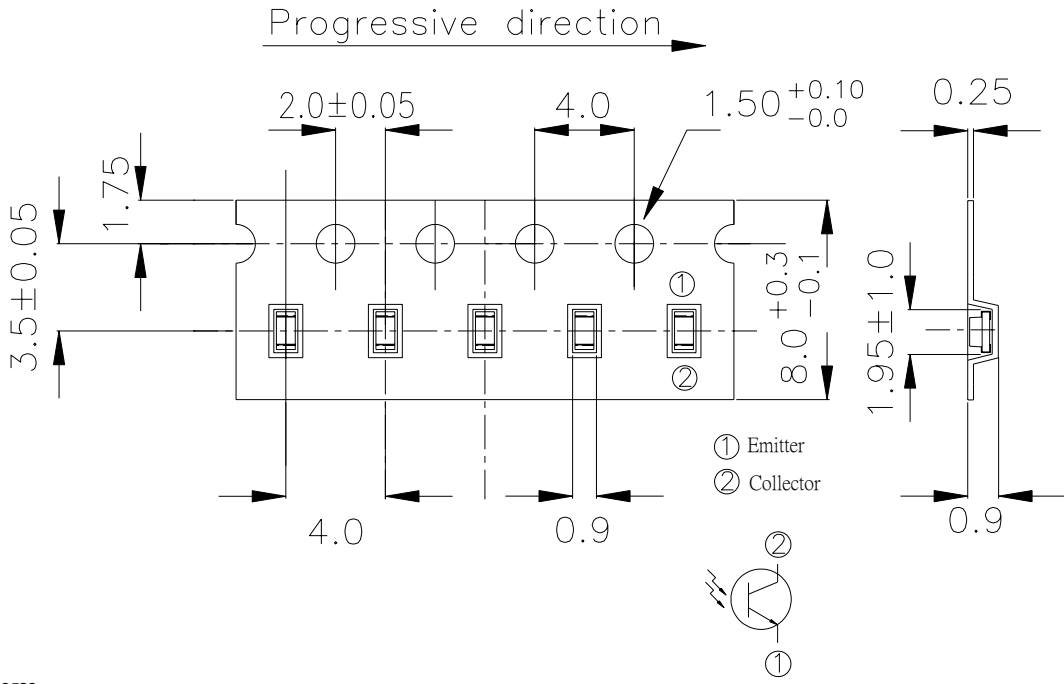 Progressive direction
2.0±0.05
4.0
1.50 +0.10 -0.0
0.25
1.75
3.5±0.05
①
②
8.0 +0.3 -0.1
1.95±1.0
① Emitter
② Collector
4.0
0.9
0.9
②
①